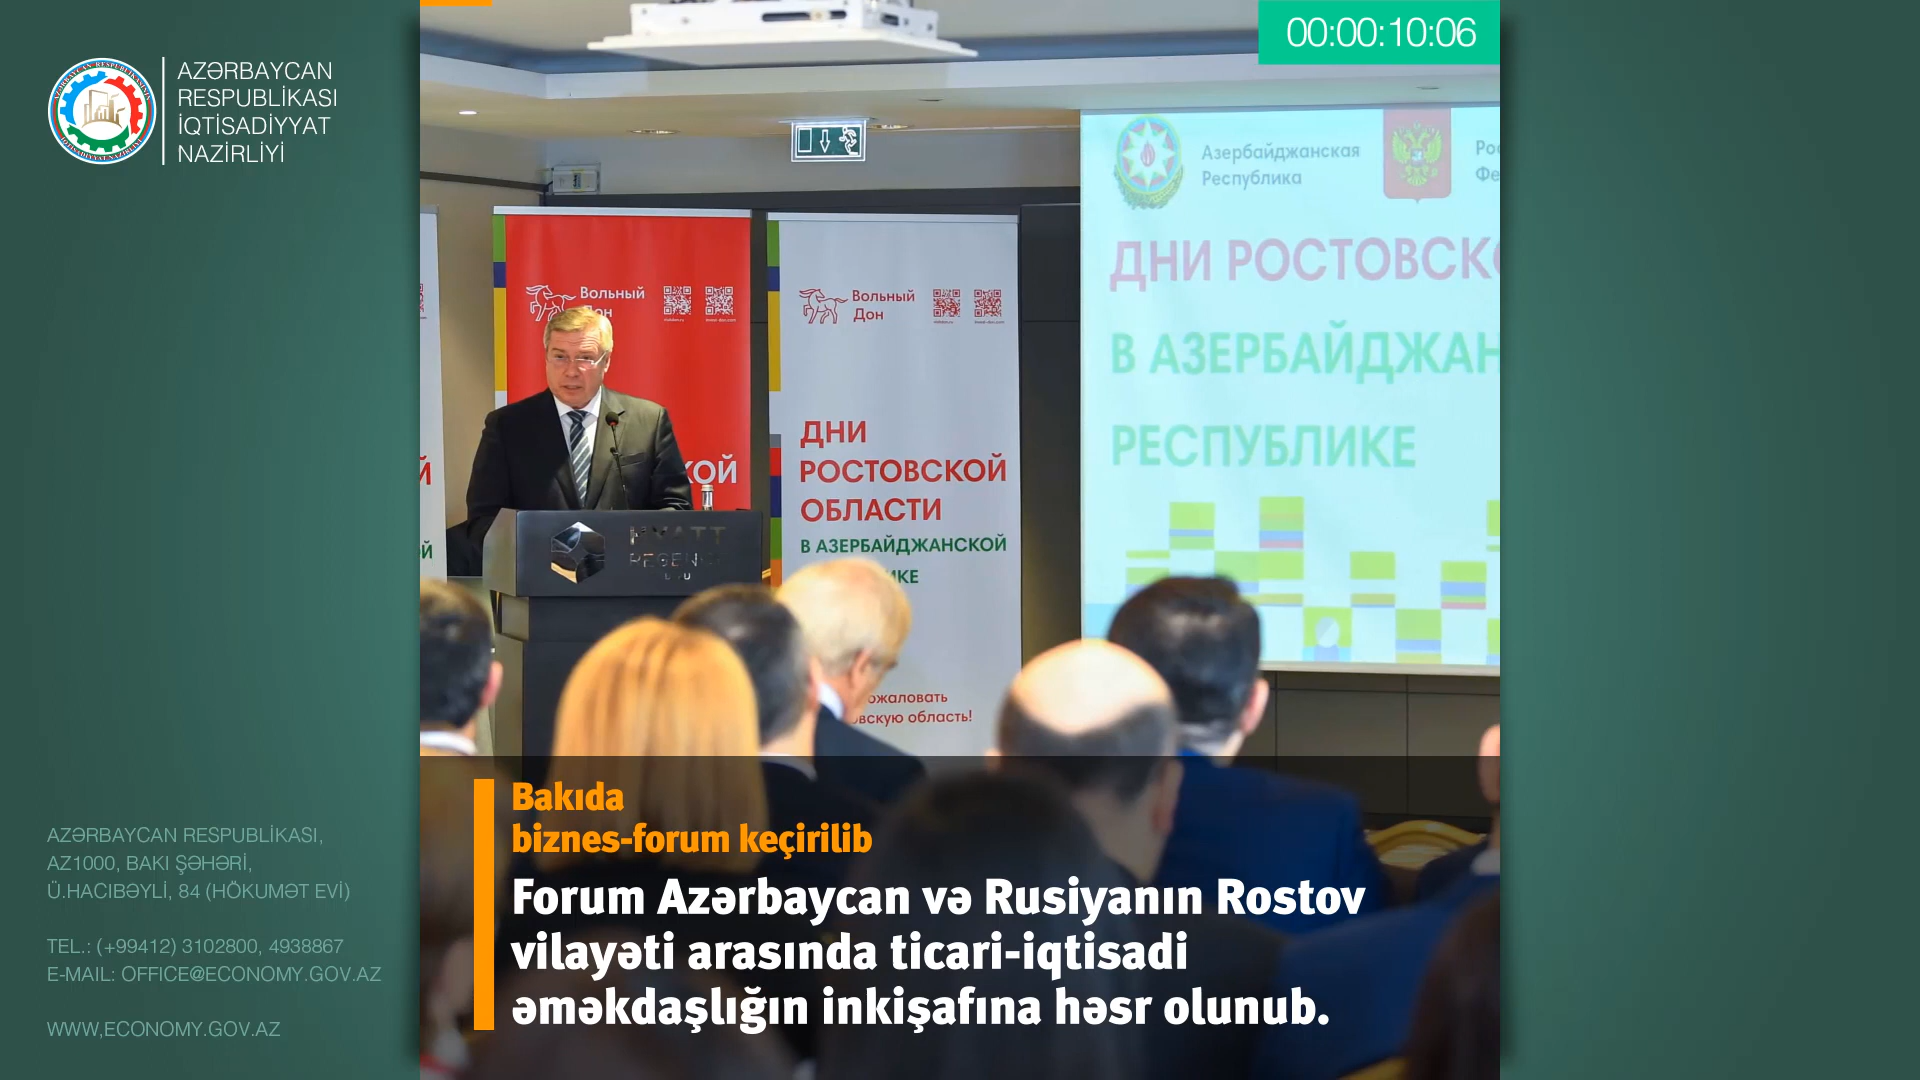 AZƏRBAYCAN
RESPUBLİKASI
İQTİSADİYYAT
NAZİRLİYİ
00:00:10:06
Азербайджанская
Республика
ДНИ РОСТОВСК
В АЗЕРБАЙДЖАН
РЕСПУБЛИКЕ
Вольный
Дон
Вольный
Дон
ДНИ
РОСТОВСКОЙ
ОБЛАСТИ
В АЗЕРБАЙДЖАНСКОЙ
область!
HYATT
REGENCY
Bakıda
biznes-forum keçirilib
Forum Azərbaycan və Rusiyanın Rostov
vilayəti arasında ticari-iqtisadi
əməkdaşlığın inkişafına həsr olunub.
AZƏRBAYCAN RESPUBLİKASI,
AZ1000, BAKI ŞƏHƏRİ,
Ü.HACIBƏYLİ, 84 (HÖKUMƏT EVİ)
TEL.: (+99412) 3102800, 4938867
E-MAIL: OFFICE@ECONOMY.GOV.AZ
WWW,ECONOMY.GOV.AZ